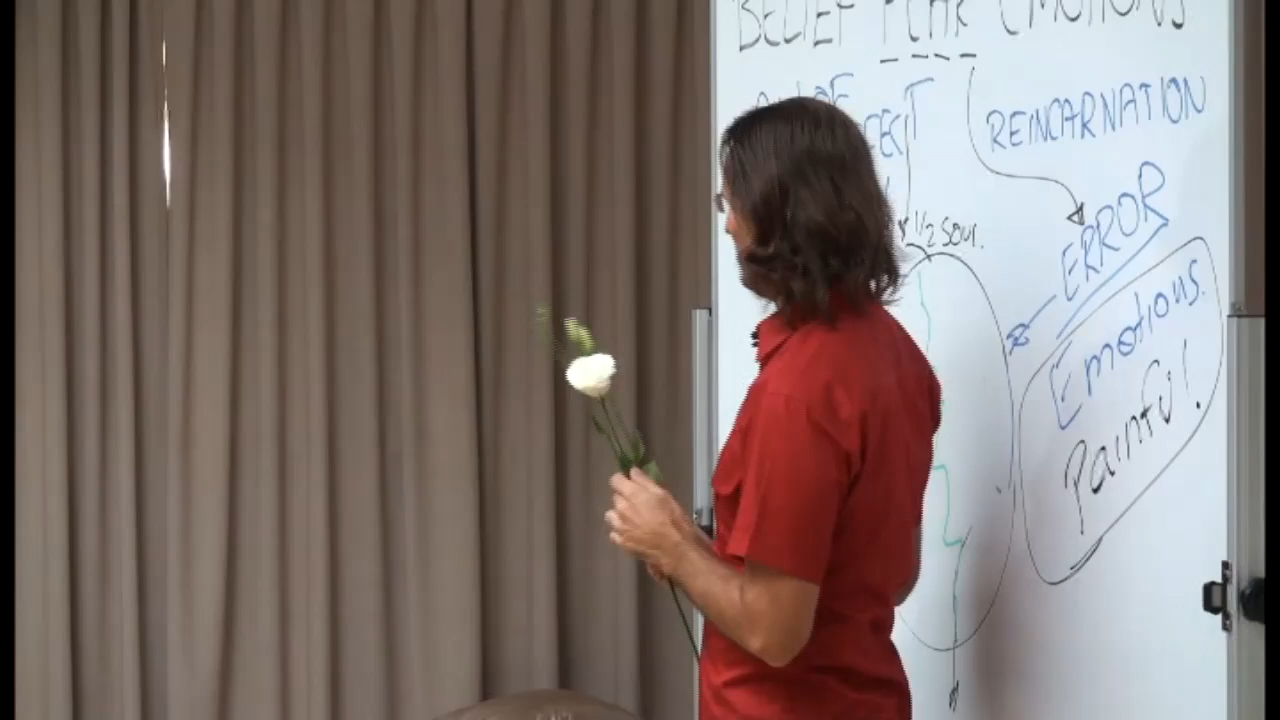 BELIEF FEAR EMOTIONS
REINCARNATION
1/2 SOUL.
ERROR
Emotions.
Painful!